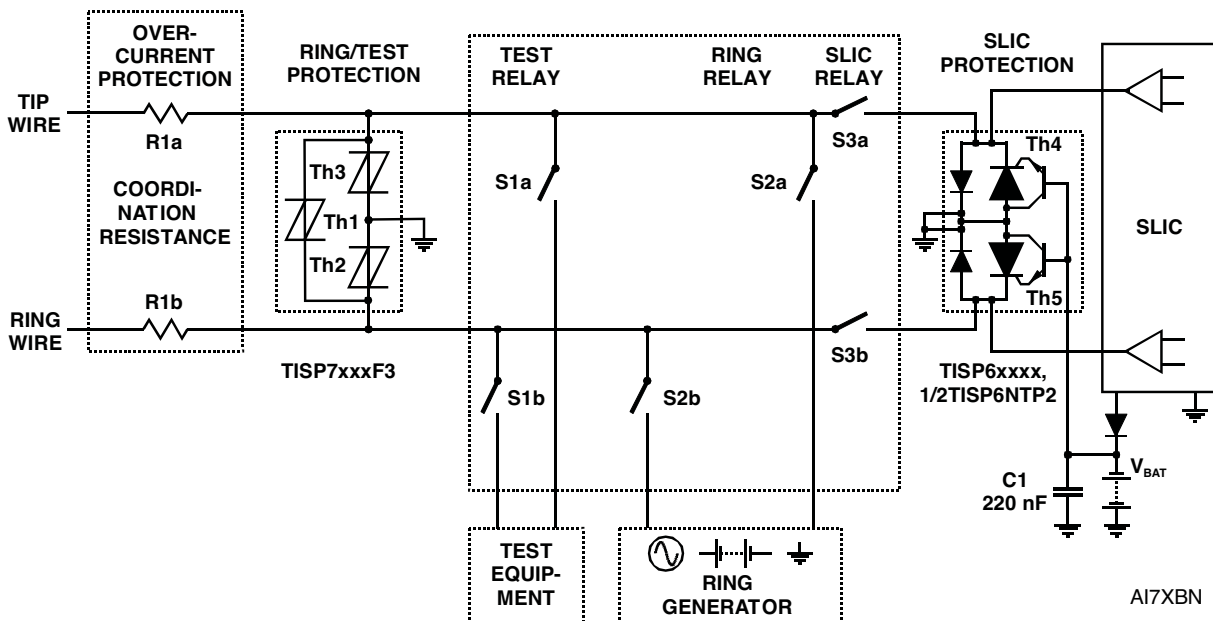 OVER-
CURRENT
PROTECTION
RING/TEST
PROTECTION
TEST
RELAY
RING
RELAY
SLIC
RELAY
SLIC
PROTECTION
TIP
WIRE
R1a
S3a
Th4
Th3
S1a
S2a
COORDI-
NATION
RESISTANCE
Th1
SLIC
Th2
Th5
R1b
RING
WIRE
S3b
TISP7xxxF3
TISP6xxxx,
1/2TISP6NTP2
S1b
S2b
C1
220 nF
VBAT
TEST
EQUIP-
MENT
RING
GENERATOR
AI7XBN